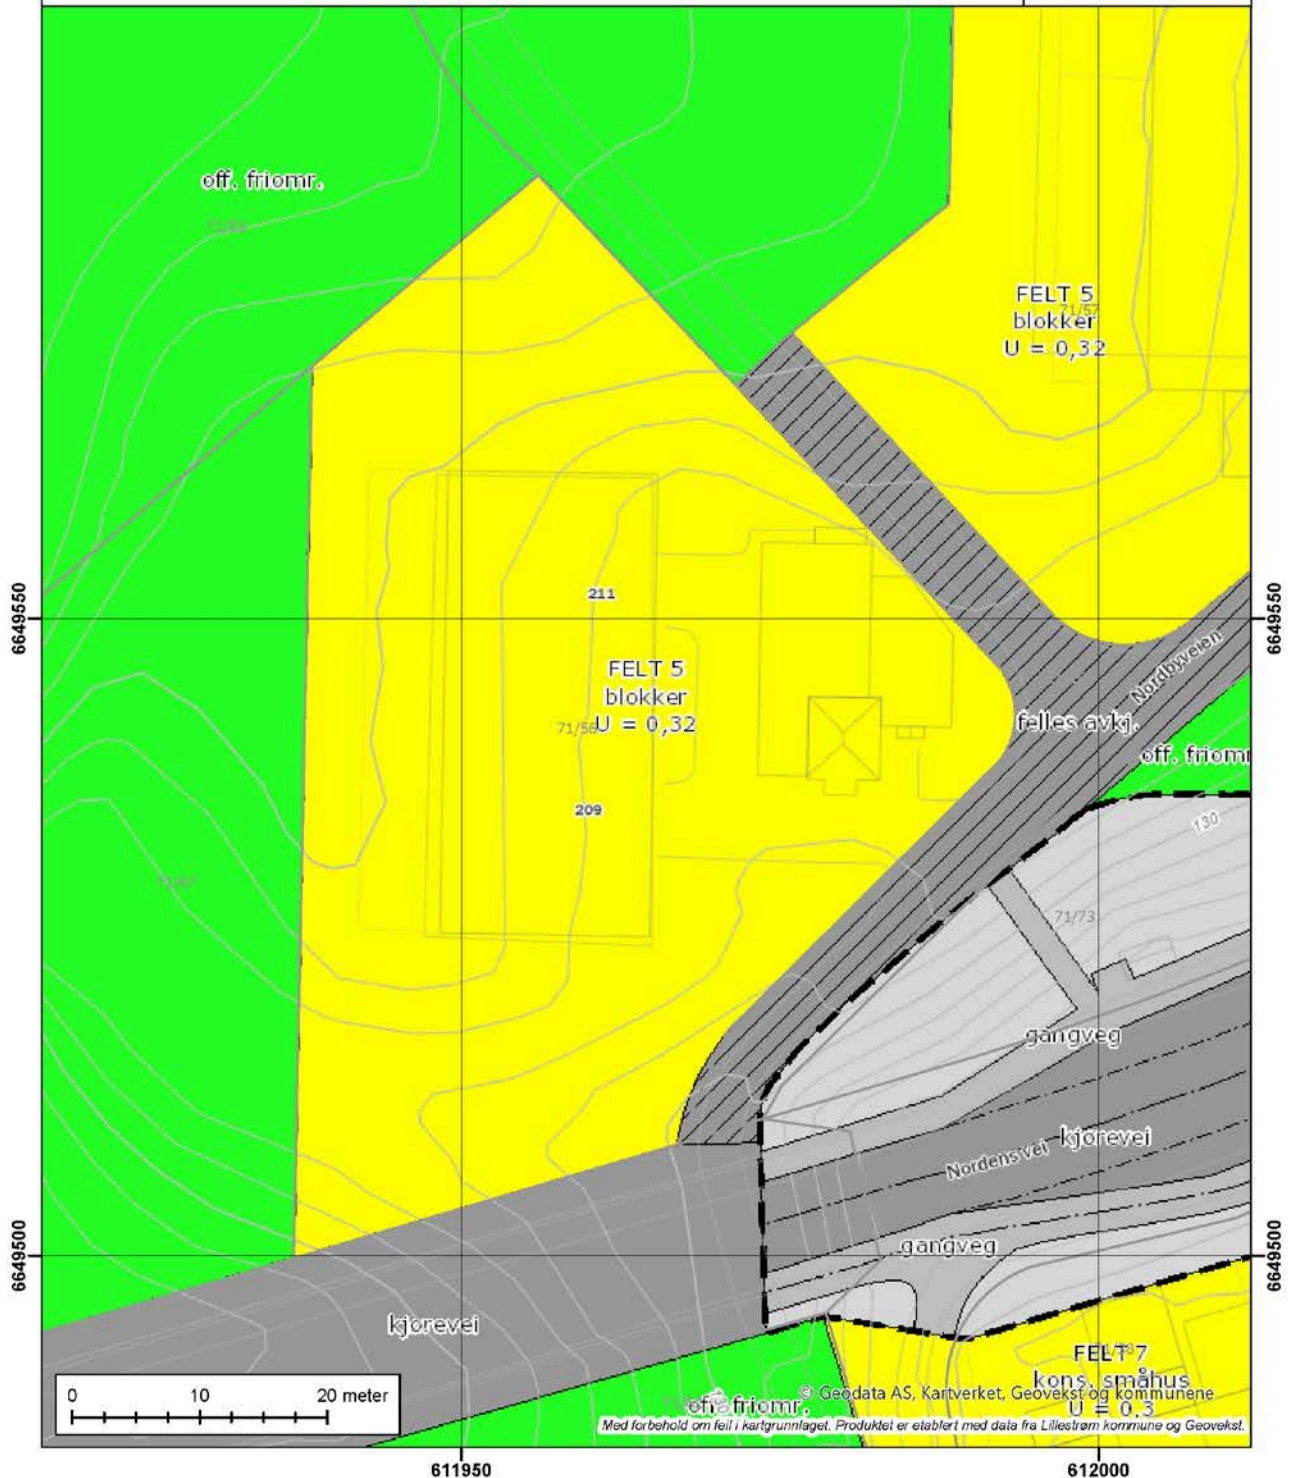 off. friomr.
FELT 5
blokker
U = 0,32
71/57
6649550
6649550
211
FELT 5
blokker
U = 0,32
209
Nordbyveien
felles avkj.
off. friomr
130
71/73
gangveg
kjørevei
Nordens vei
gangveg
6649500
6649500
kjørevei
FELT 7
kons. småhus
U = 0,3
0 10 20 meter
© Geodata AS, Kartverket, Geovekst og kommunene
off. friomr.
Med forbehold om feil i kartgrunnlaget. Produktet er etablert med data fra Lillestrøm kommune og Geovekst.
611950
612000